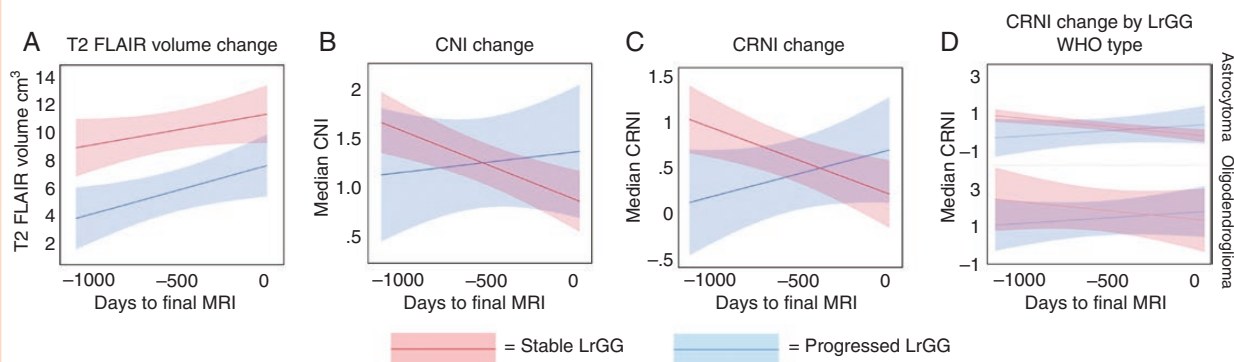 A
T2 FLAIR volume change
T2 FLAIR volume cm³
14
12
10
8
6
4
2
−1000
−500
0
Days to final MRI
B
CNI change
Median CNI
2
1.5
1.0
.5
−1000
−500
0
Days to final MRI
C
CRNI change
Median CRNI
1.5
1
.5
0
−.5
−1000
−500
0
Days to final MRI
D
CRNI change by LrGG
WHO type
Median CRNI
3
1
−1
3
1
−1
Astrocytoma
Oligodendroglioma
−1000
−500
0
Days to final MRI
= Stable LrGG
= Progressed LrGG